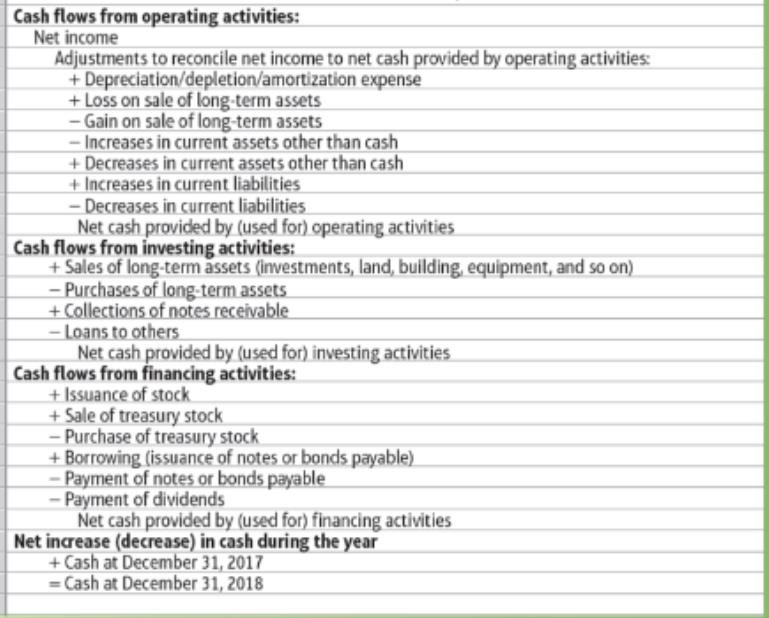 Cash flows from operating activities:
Net income
Adjustments to reconcile net income to net cash provided by operating activities:
+ Depreciation/depletion/amortization expense
+ Loss on sale of long-term assets
− Gain on sale of long-term assets
− Increases in current assets other than cash
+ Decreases in current assets other than cash
+ Increases in current liabilities
− Decreases in current liabilities
Net cash provided by (used for) operating activities
Cash flows from investing activities:
+ Sales of long-term assets (investments, land, building, equipment, and so on)
− Purchases of long-term assets
+ Collections of notes receivable
− Loans to others
Net cash provided by (used for) investing activities
Cash flows from financing activities:
+ Issuance of stock
+ Sale of treasury stock
− Purchase of treasury stock
+ Borrowing (issuance of notes or bonds payable)
− Payment of notes or bonds payable
− Payment of dividends
Net cash provided by (used for) financing activities
Net increase (decrease) in cash during the year
+ Cash at December 31, 2017
= Cash at December 31, 2018